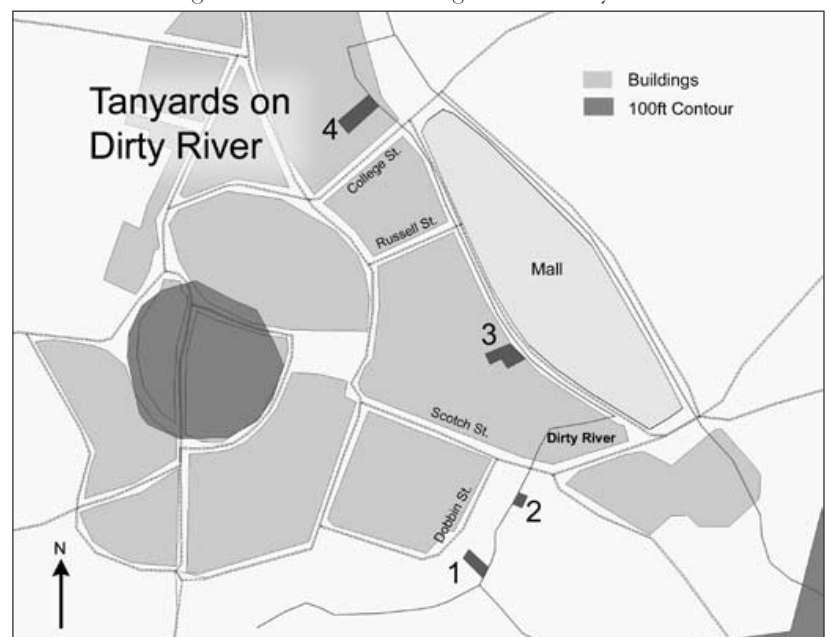 Tanyards on
Dirty River
Buildings
100ft Contour
4
College St.
Russell St.
Mall
3
Scotch St.
Dirty River
Dobbin St.
2
1
N